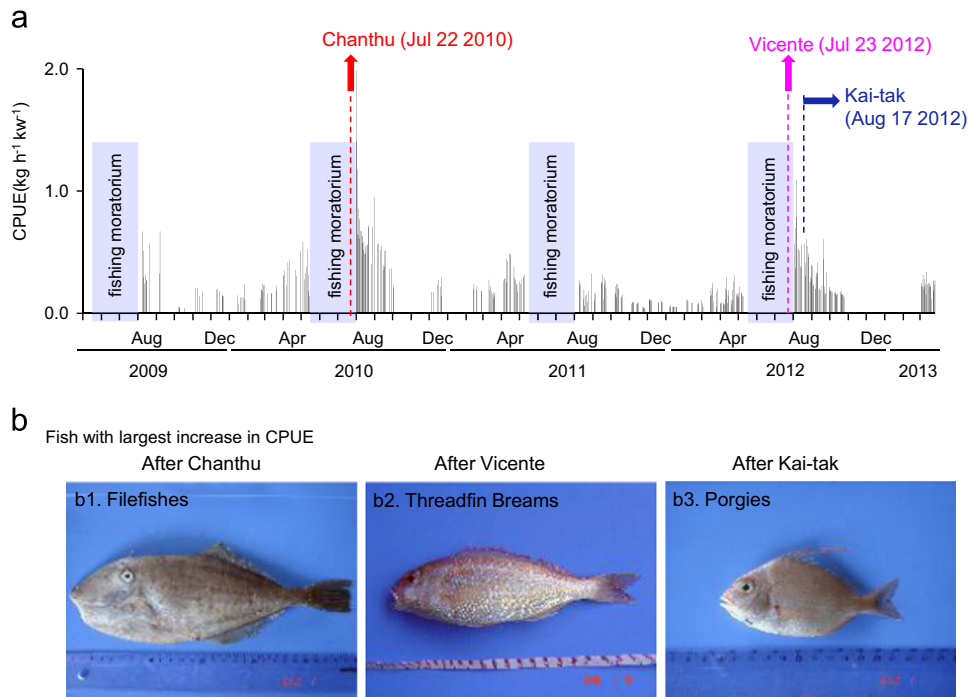 a
Chanthu (Jul 22 2010)
Vicente (Jul 23 2012)
Kai-tak
(Aug 17 2012)
CPUE(kg h-1 kw-1)
2.0
1.0
0.0
fishing moratorium
fishing moratorium
fishing moratorium
fishing moratorium
Aug Dec Apr Aug Dec Apr Aug Dec Apr Aug Dec
2009 2010 2011 2012 2013
b
Fish with largest increase in CPUE
After Chanthu After Vicente After Kai-tak
b1. Filefishes b2. Threadfin Breams b3. Porgies